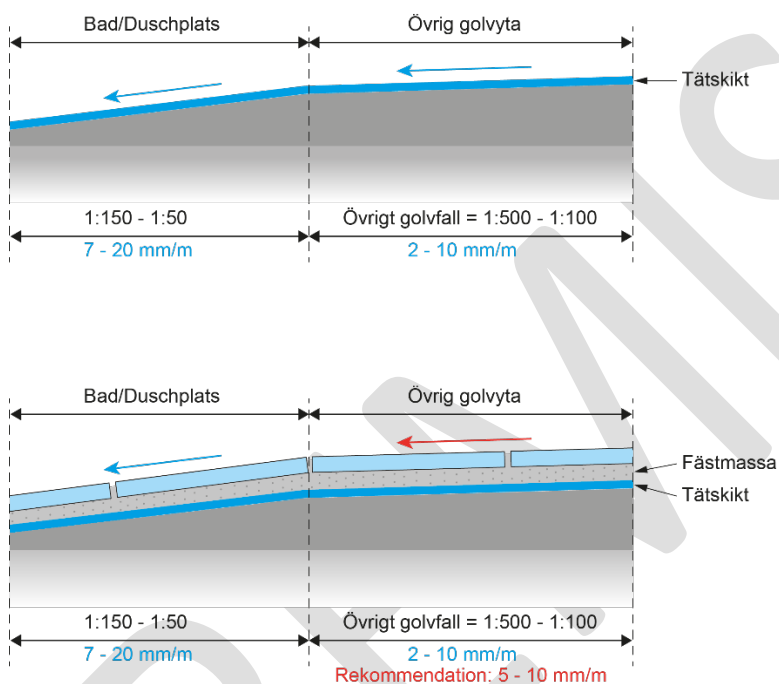 Bad/Duschplats Övrig golvyta
Tätskikt
1:150 - 1:50 Övrigt golvfall = 1:500 - 1:100
7 - 20 mm/m 2 - 10 mm/m
Bad/Duschplats Övrig golvyta
Fästmassa
Tätskikt
1:150 - 1:50 Övrigt golvfall = 1:500 - 1:100
7 - 20 mm/m 2 - 10 mm/m
Rekommendation: 5 - 10 mm/m